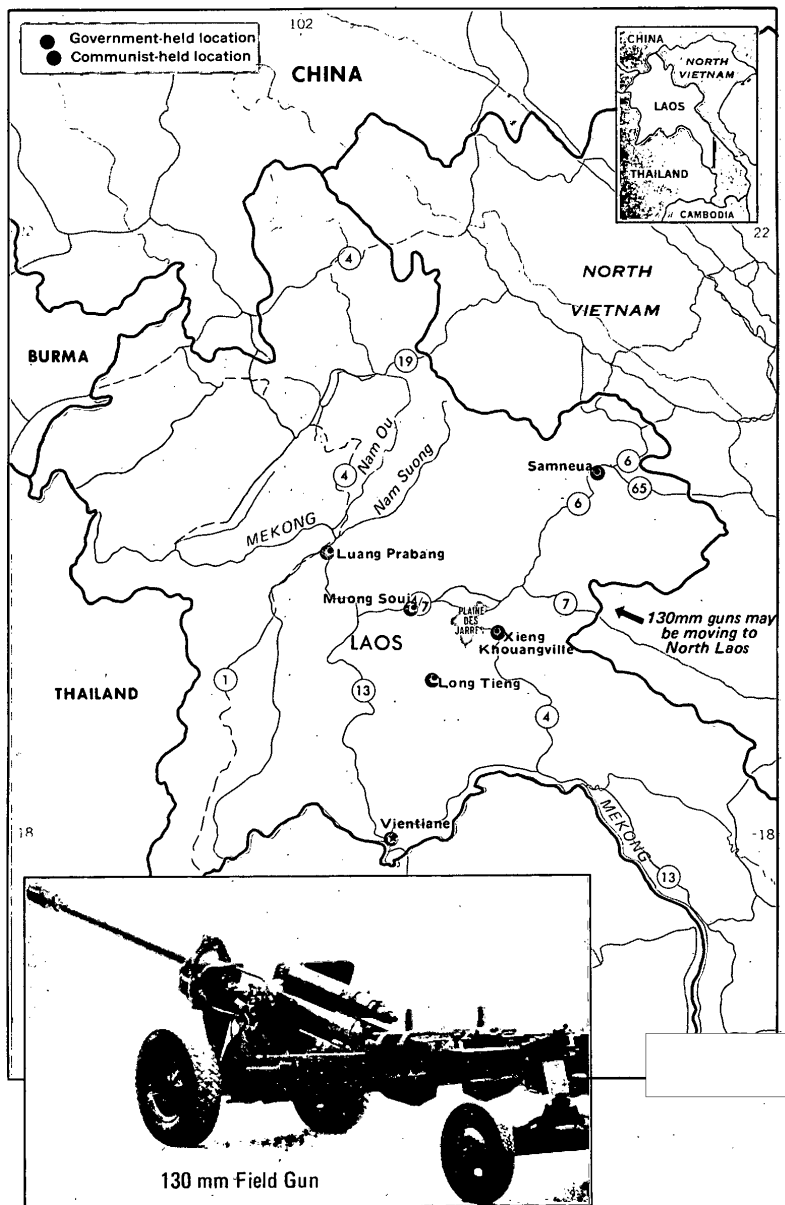 102
Government-held location
Communist-held location
CHINA
CHINA
NORTH
VIETNAM
LAOS
THAILAND
CAMBODIA
22
4
NORTH
VIETNAM
BURMA
19
Nam Ou
4
Nam Suong
Samneua
6
65
6
MEKONG
Luang Prabang
Muong Soui
4/7
PLAINE
DES
JARRES
7
130mm guns may
be moving to
North Laos
Xieng
Khouangville
LAOS
THAILAND
1
13
Long Tieng
4
Vientiane
18
18
MEKONG
13
130 mm Field Gun